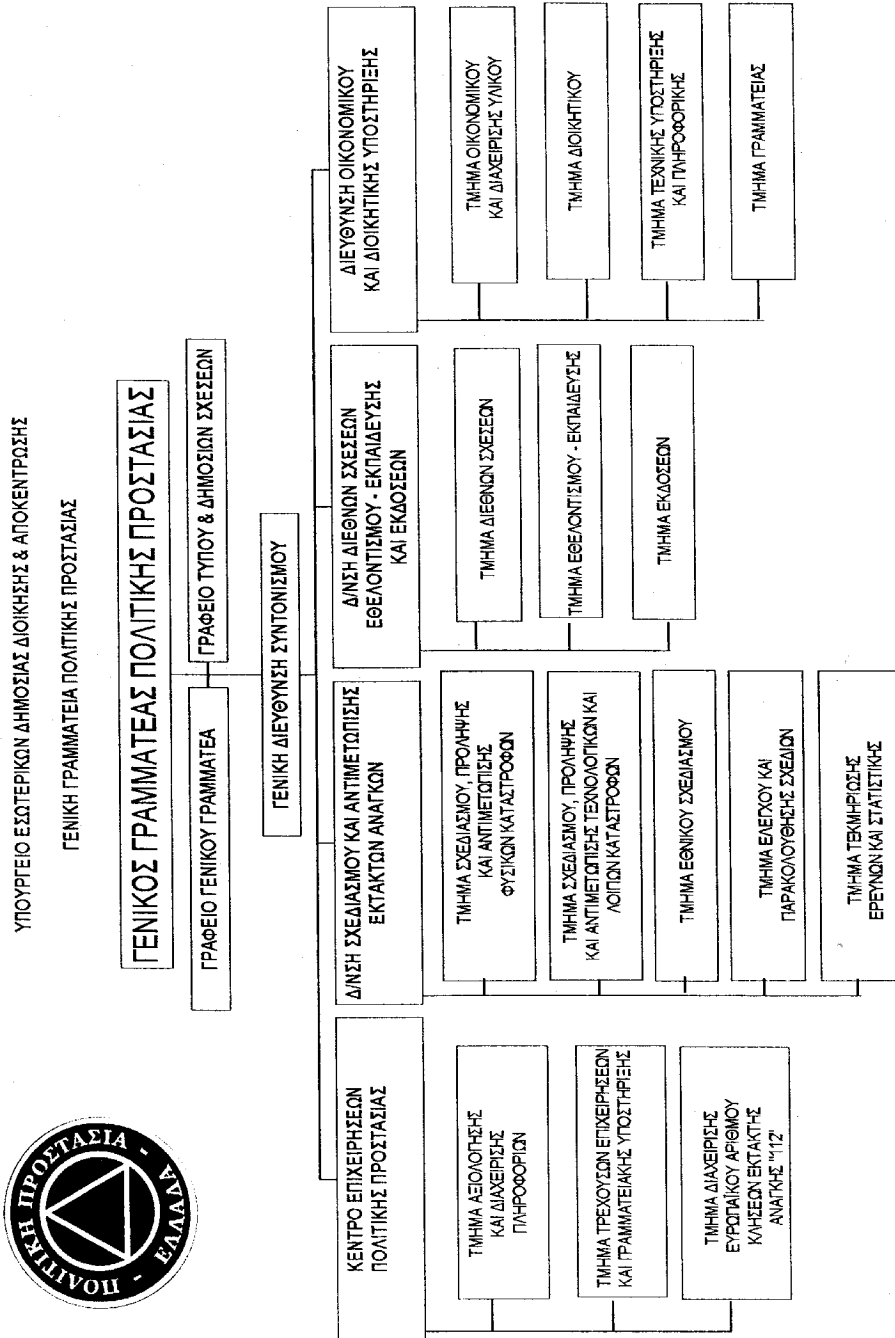 ΥΠΟΥΡΓΕΙΟ ΕΣΩΤΕΡΙΚΩΝ ΔΗΜΟΣΙΑΣ ΔΙΟΙΚΗΣΗΣ & ΑΠΟΚΕΝΤΡΩΣΗΣ
ΓΕΝΙΚΗ ΓΡΑΜΜΑΤΕΙΑ ΠΟΛΙΤΙΚΗΣ ΠΡΟΣΤΑΣΙΑΣ
ΠΟΛΙΤΙΚΗ ΠΡΟΣΤΑΣΙΑ - ΕΛΛΑΔΑ -
ΓΕΝΙΚΟΣ ΓΡΑΜΜΑΤΕΑΣ ΠΟΛΙΤΙΚΗΣ ΠΡΟΣΤΑΣΙΑΣ
ΓΡΑΦΕΙΟ ΓΕΝΙΚΟΥ ΓΡΑΜΜΑΤΕΑ
ΓΡΑΦΕΙΟ ΤΥΠΟΥ & ΔΗΜΟΣΙΩΝ ΣΧΕΣΕΩΝ
ΓΕΝΙΚΗ ΔΙΕΥΘΥΝΣΗ ΣΥΝΤΟΝΙΣΜΟΥ
ΚΕΝΤΡΟ ΕΠΙΧΕΙΡΗΣΕΩΝ
ΠΟΛΙΤΙΚΗΣ ΠΡΟΣΤΑΣΙΑΣ
ΤΜΗΜΑ ΑΞΙΟΛΟΓΗΣΗΣ
ΚΑΙ ΔΙΑΧΕΙΡΙΣΗΣ
ΠΛΗΡΟΦΟΡΙΩΝ
ΤΜΗΜΑ ΤΡΕΧΟΥΣΩΝ ΕΠΙΧΕΙΡΗΣΕΩΝ
ΚΑΙ ΓΡΑΜΜΑΤΕΙΑΚΗΣ ΥΠΟΣΤΗΡΙΞΗΣ
ΤΜΗΜΑ ΔΙΑΧΕΙΡΙΣΗΣ
ΕΥΡΩΠΑΪΚΟΥ ΑΡΙΘΜΟΥ
ΚΛΗΣΕΩΝ ΕΚΤΑΚΤΗΣ
ΑΝΑΓΚΗΣ "112"
Δ/ΝΣΗ ΣΧΕΔΙΑΣΜΟΥ ΚΑΙ ΑΝΤΙΜΕΤΩΠΙΣΗΣ
ΕΚΤΑΚΤΩΝ ΑΝΑΓΚΩΝ
ΤΜΗΜΑ ΣΧΕΔΙΑΣΜΟΥ, ΠΡΟΛΗΨΗΣ
ΚΑΙ ΑΝΤΙΜΕΤΩΠΙΣΗΣ
ΦΥΣΙΚΩΝ ΚΑΤΑΣΤΡΟΦΩΝ
ΤΜΗΜΑ ΣΧΕΔΙΑΣΜΟΥ, ΠΡΟΛΗΨΗΣ
ΚΑΙ ΑΝΤΙΜΕΤΩΠΙΣΗΣ ΤΕΧΝΟΛΟΓΙΚΩΝ ΚΑΙ
ΛΟΙΠΩΝ ΚΑΤΑΣΤΡΟΦΩΝ
ΤΜΗΜΑ ΕΘΝΙΚΟΥ ΣΧΕΔΙΑΣΜΟΥ
ΤΜΗΜΑ ΕΛΕΓΧΟΥ ΚΑΙ
ΠΑΡΑΚΟΛΟΥΘΗΣΗΣ ΣΧΕΔΙΩΝ
ΤΜΗΜΑ ΤΕΚΜΗΡΙΩΣΗΣ
ΕΡΕΥΝΩΝ ΚΑΙ ΣΤΑΤΙΣΤΙΚΗΣ
Δ/ΝΣΗ ΔΙΕΘΝΩΝ ΣΧΕΣΕΩΝ
ΕΘΕΛΟΝΤΙΣΜΟΥ - ΕΚΠΑΙΔΕΥΣΗΣ
ΚΑΙ ΕΚΔΟΣΕΩΝ
ΤΜΗΜΑ ΔΙΕΘΝΩΝ ΣΧΕΣΕΩΝ
ΤΜΗΜΑ ΕΘΕΛΟΝΤΙΣΜΟΥ - ΕΚΠΑΙΔΕΥΣΗΣ
ΤΜΗΜΑ ΕΚΔΟΣΕΩΝ
ΔΙΕΥΘΥΝΣΗ ΟΙΚΟΝΟΜΙΚΟΥ
ΚΑΙ ΔΙΟΙΚΗΤΙΚΗΣ ΥΠΟΣΤΗΡΙΞΗΣ
ΤΜΗΜΑ ΟΙΚΟΝΟΜΙΚΟΥ
ΚΑΙ ΔΙΑΧΕΙΡΙΣΗΣ ΥΛΙΚΟΥ
ΤΜΗΜΑ ΔΙΟΙΚΗΤΙΚΟΥ
ΤΜΗΜΑ ΤΕΧΝΙΚΗΣ ΥΠΟΣΤΗΡΙΞΗΣ
ΚΑΙ ΠΛΗΡΟΦΟΡΙΚΗΣ
ΤΜΗΜΑ ΓΡΑΜΜΑΤΕΙΑΣ